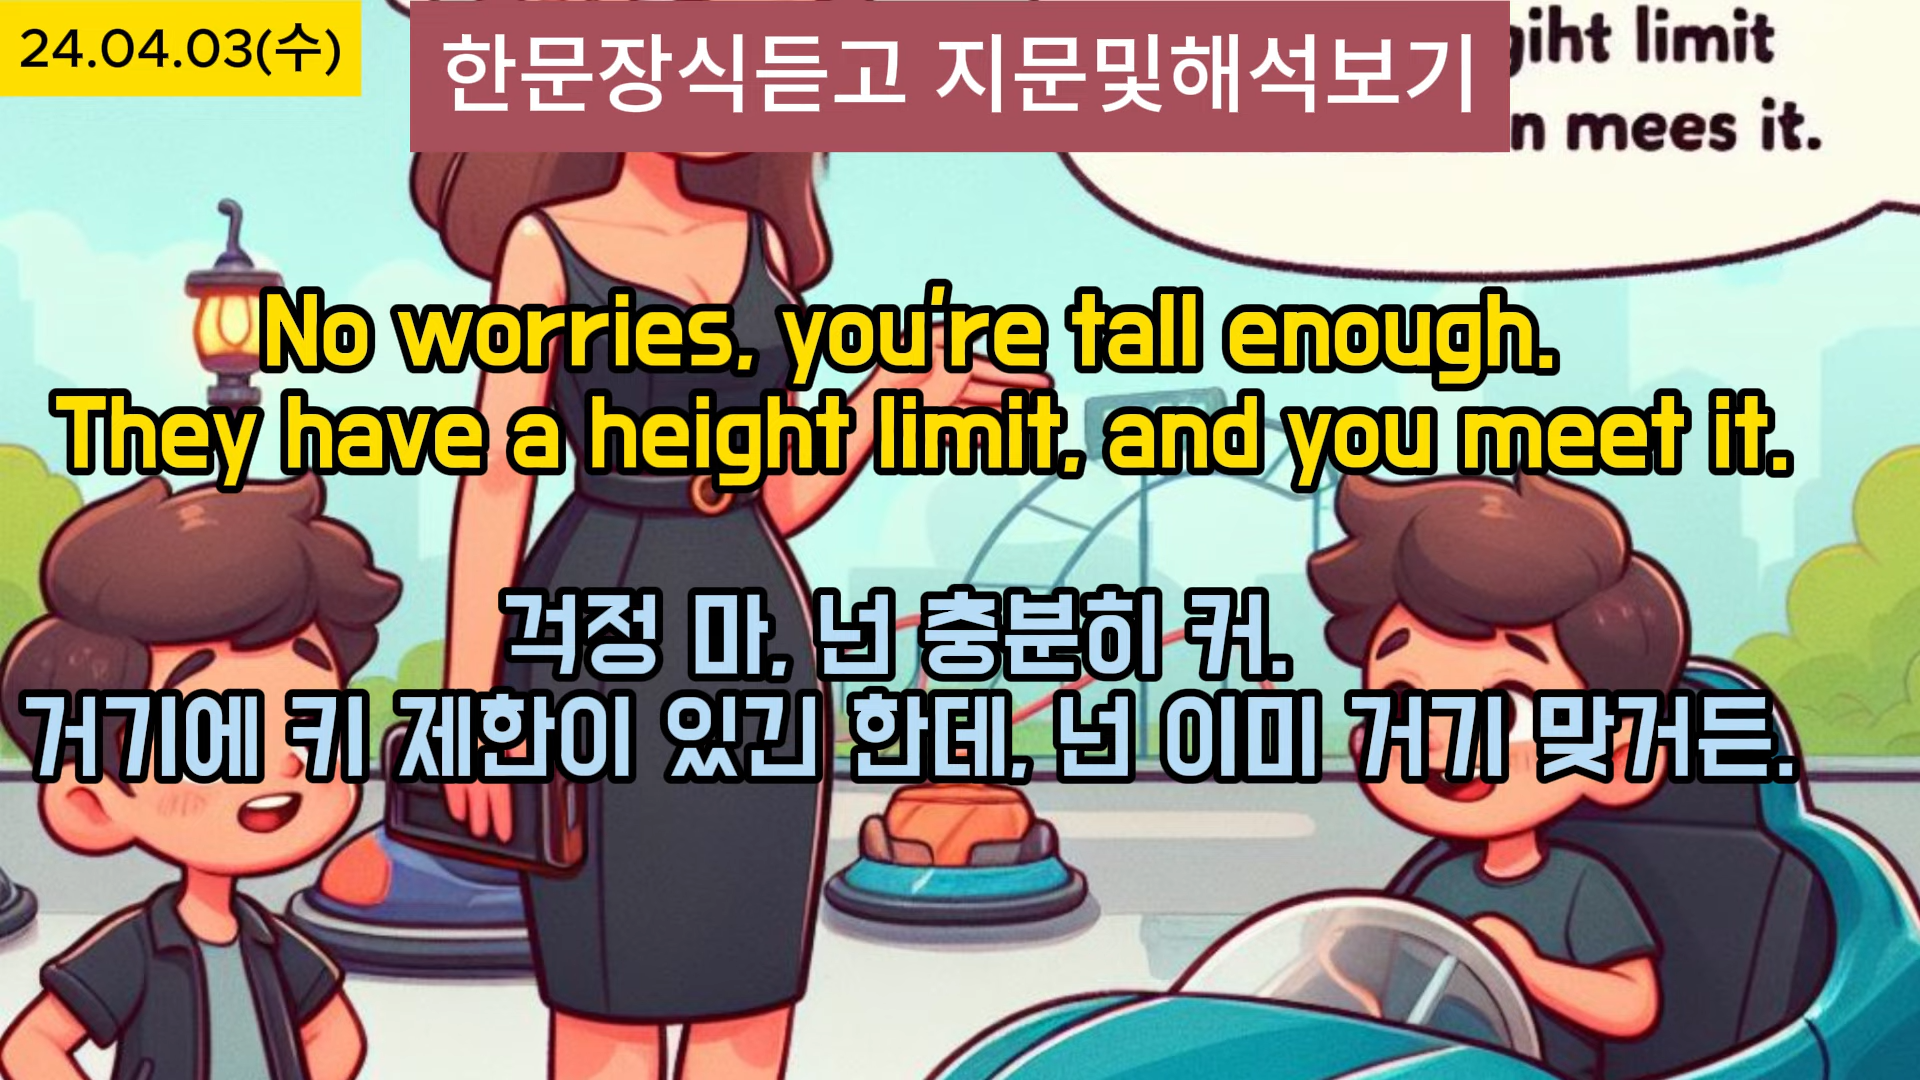 24.04.03(수)
한문장식듣고 지문및해석보기
giht limit
n mees it.
No worries, you're tall enough.
They have a height limit, and you meet it.
걱정 마, 넌 충분히 커.
거기에 키 제한이 있긴 한데, 넌 이미 거기 맞거든.